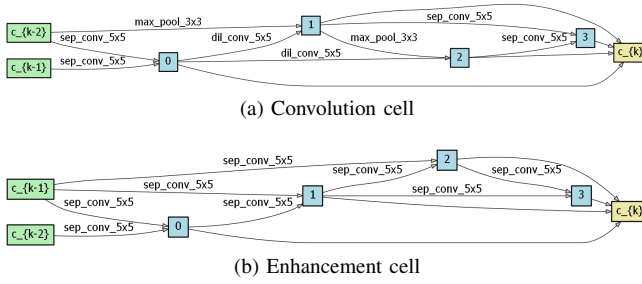 max_pool_3x3
c_{k-2}
sep_conv_5x5
1
sep_conv_5x5
3
dil_conv_5x5
max_pool_3x3
sep_conv_5x5
c_{k}
c_{k-1}
sep_conv_5x5
0
dil_conv_5x5
2
(a) Convolution cell
sep_conv_5x5
2
c_{k-1}
sep_conv_5x5
sep_conv_5x5
sep_conv_5x5
sep_conv_5x5
1
sep_conv_5x5
3
sep_conv_5x5
c_{k}
c_{k-2}
sep_conv_5x5
0
(b) Enhancement cell